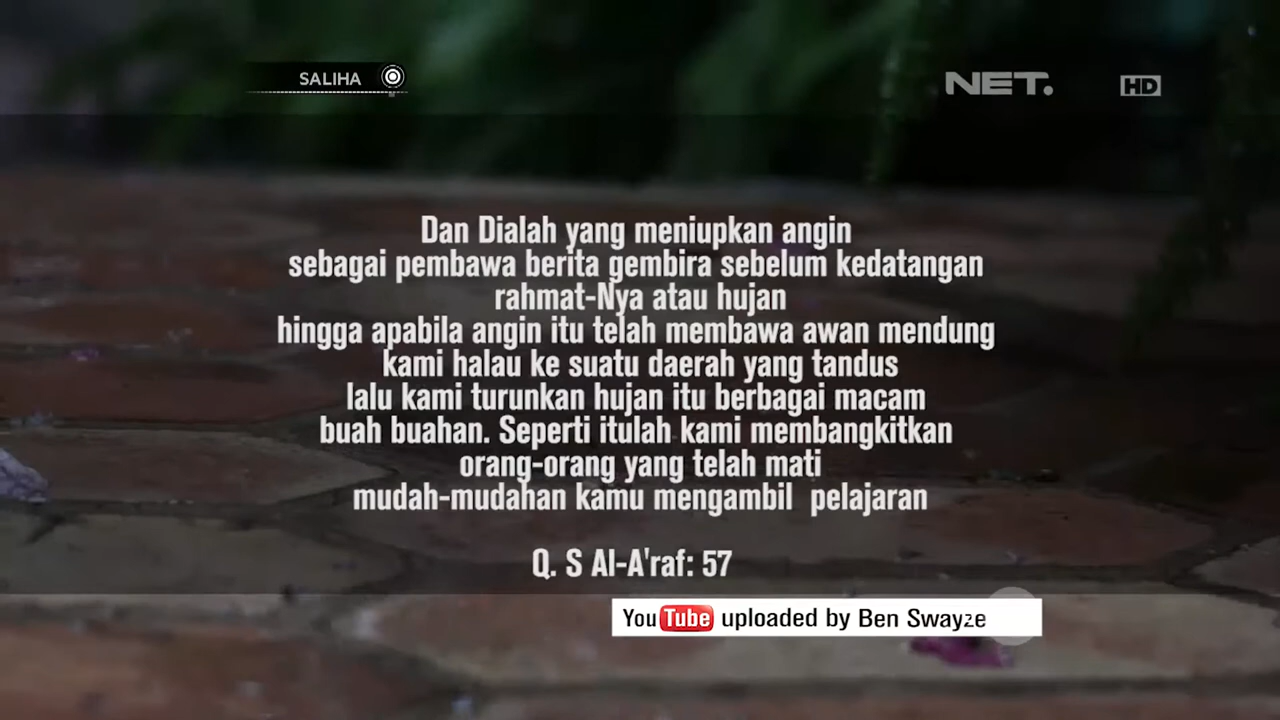 SALIHA
NET.
HD
Dan Dialah yang meniupkan angin
sebagai pembawa berita gembira sebelum kedatangan
rahmat-Nya atau hujan
hingga apabila angin itu telah membawa awan mendung
kami halau ke suatu daerah yang tandus
lalu kami turunkan hujan itu berbagai macam
buah buahan. Seperti itulah kami membangkitkan
orang-orang yang telah mati
mudah-mudahan kamu mengambil pelajaran
Q. S Al-A'raf: 57
YouTube uploaded by Ben Swayze